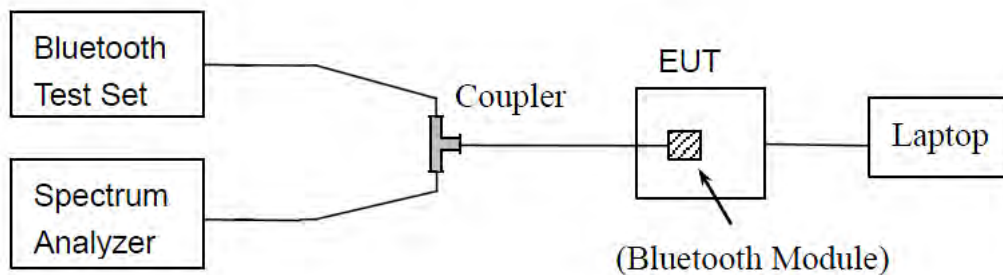 Bluetooth
Test Set
Spectrum
Analyzer
Coupler
EUT
(Bluetooth Module)
Laptop